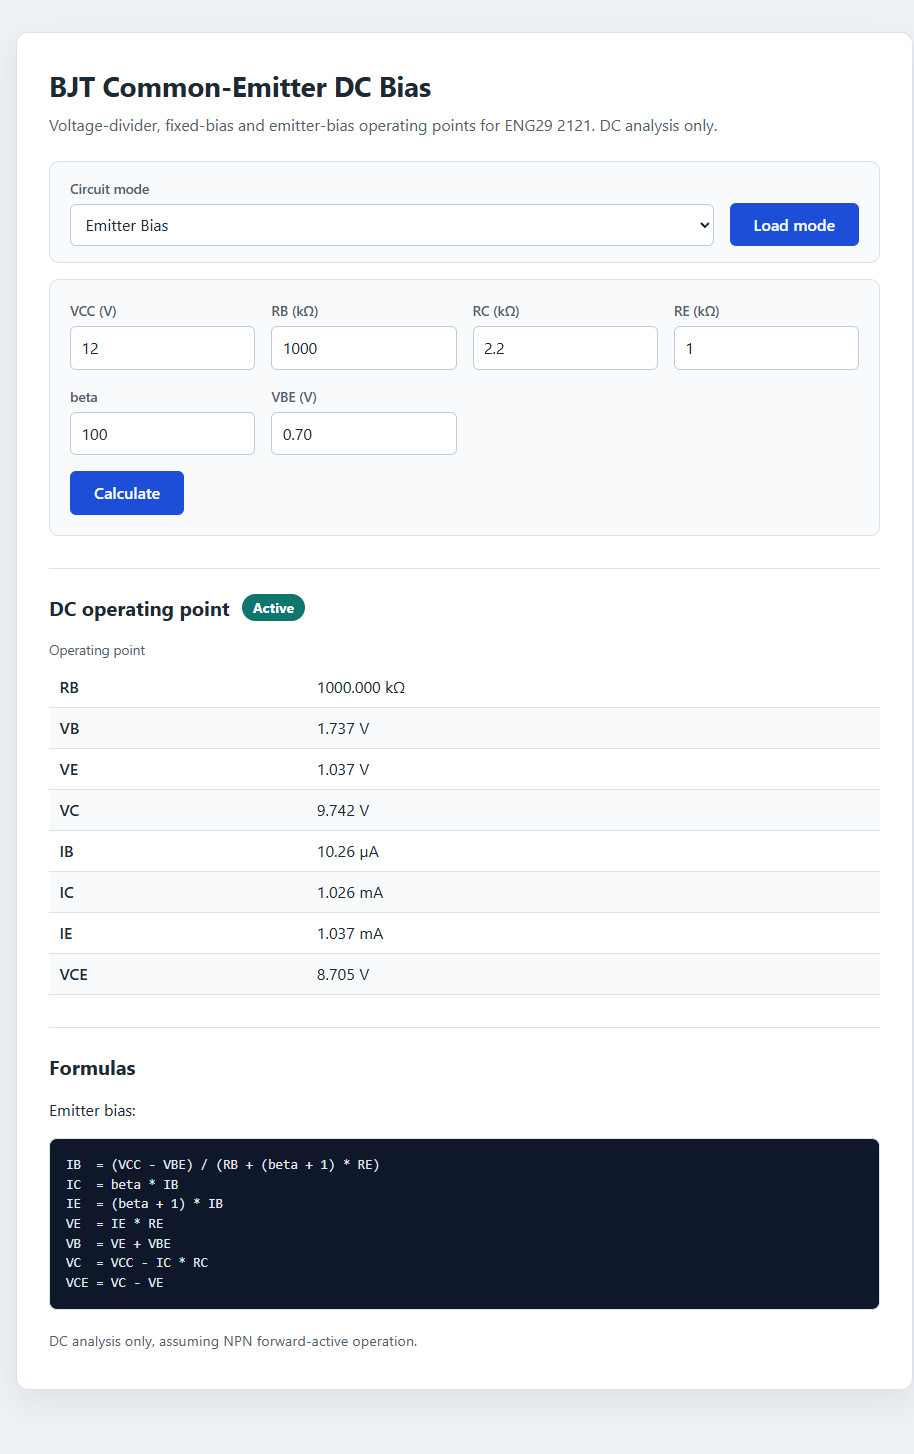 BJT Common-Emitter DC Bias
Voltage-divider, fixed-bias and emitter-bias operating points for ENG29 2121. DC analysis only.
Circuit mode
Emitter Bias
Load mode
VCC (V) RB (kΩ) RC (kΩ) RE (kΩ)
12 1000 2.2 1
beta VBE (V)
100 0.70
Calculate
DC operating point Active
Operating point
RB 1000.000 kΩ
VB 1.737 V
VE 1.037 V
VC 9.742 V
IB 10.26 µA
IC 1.026 mA
IE 1.037 mA
VCE 8.705 V
Formulas
Emitter bias:
IB  = (VCC - VBE) / (RB + (beta + 1) * RE)
IC  = beta * IB
IE  = (beta + 1) * IB
VE  = IE * RE
VB  = VE + VBE
VC  = VCC - IC * RC
VCE = VC - VE
DC analysis only, assuming NPN forward-active operation.